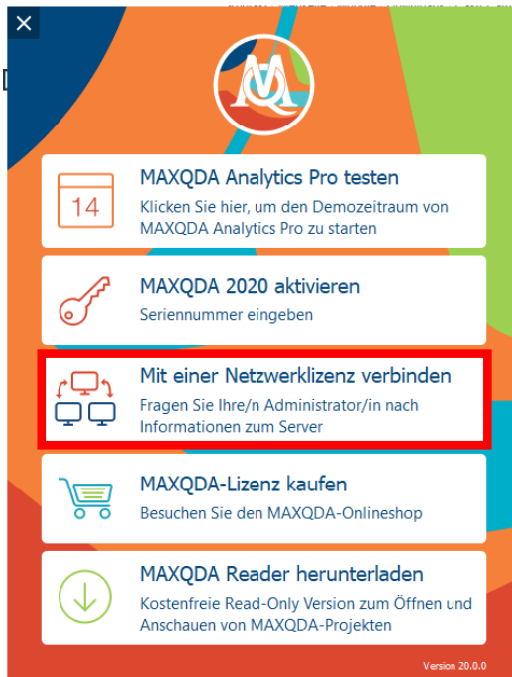 MAXQDA Analytics Pro testen
14
Klicken Sie hier, um den Demozeitraum von
MAXQDA Analytics Pro zu starten
MAXQDA 2020 aktivieren
Seriennummer eingeben
Mit einer Netzwerklizenz verbinden
Fragen Sie Ihre/n Administrator/in nach
Informationen zum Server
MAXQDA-Lizenz kaufen
Besuchen Sie den MAXQDA-Onlineshop
MAXQDA Reader herunterladen
Kostenfreie Read-Only Version zum Öffnen und
Anschauen von MAXQDA-Projekten
Version 20.0.0